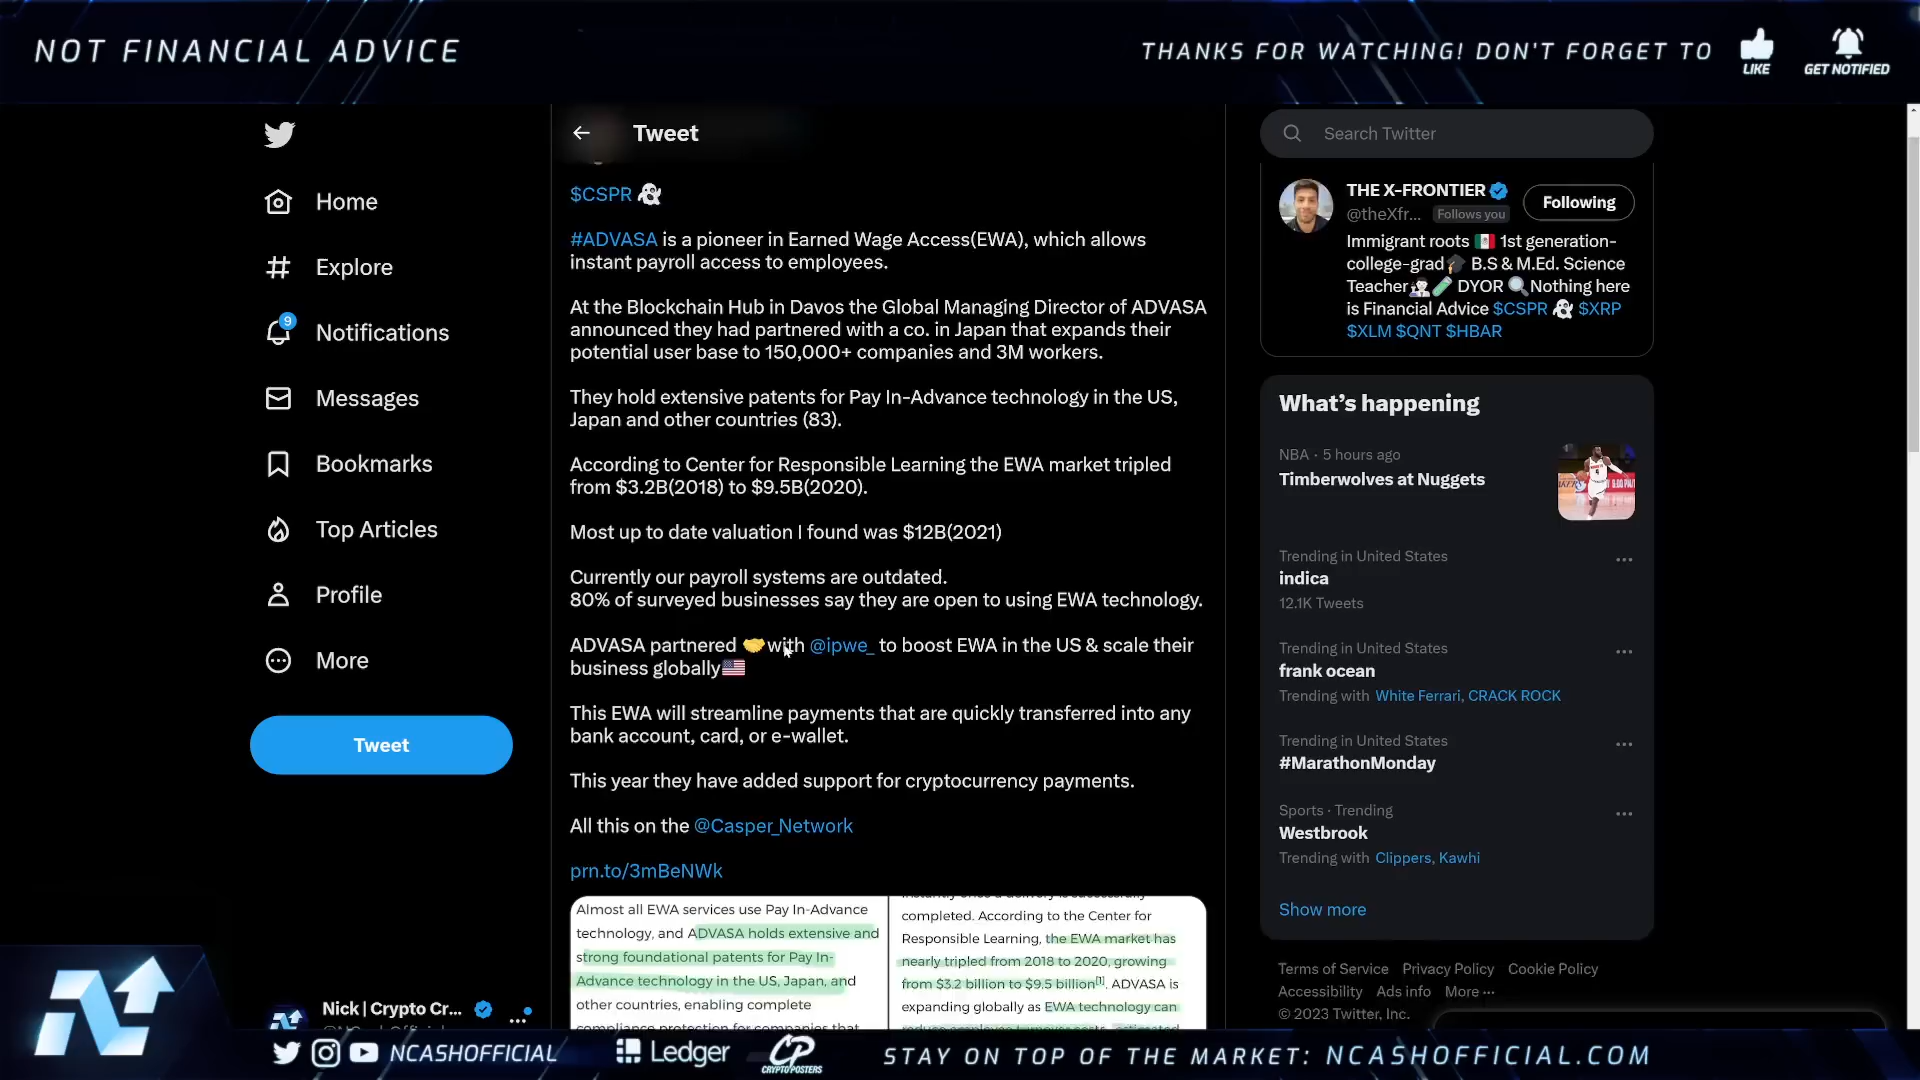 NOT FINANCIAL ADVICE
THANKS FOR WATCHING! DON'T FORGET TO
LIKE
GET NOTIFIED
Home
Explore
9
Notifications
Messages
Bookmarks
Top Articles
Profile
More
Tweet
Nick | Crypto Cr...
Tweet
$CSPR
#ADVASA is a pioneer in Earned Wage Access(EWA), which allows
instant payroll access to employees.
At the Blockchain Hub in Davos the Global Managing Director of ADVASA
announced they had partnered with a co. in Japan that expands their
potential user base to 150,000+ companies and 3M workers.
They hold extensive patents for Pay In-Advance technology in the US,
Japan and other countries (83).
According to Center for Responsible Learning the EWA market tripled
from $3.2B(2018) to $9.5B(2020).
Most up to date valuation I found was $12B(2021)
Currently our payroll systems are outdated.
80% of surveyed businesses say they are open to using EWA technology.
ADVASA partnered 🤝with @ipwe_ to boost EWA in the US & scale their
business globally🇺🇸
This EWA will streamline payments that are quickly transferred into any
bank account, card, or e-wallet.
This year they have added support for cryptocurrency payments.
All this on the @Casper_Network
prn.to/3mBeNWk
Almost all EWA services use Pay In-Advance
technology, and ADVASA holds extensive and
strong foundational patents for Pay In-
Advance technology in the US, Japan, and
other countries, enabling complete
compliance protection for companies that
completed. According to the Center for
Responsible Learning, the EWA market has
nearly tripled from 2018 to 2020, growing
from $3.2 billion to $9.5 billion[1]. ADVASA is
expanding globally as EWA technology can
Search Twitter
THE X-FRONTIER
Following
@theXfr...
Follows you
Immigrant roots 🇲🇽 1st generation-
college-grad🎓 B.S & M.Ed. Science
Teacher👨‍🏫🧪 DYOR 🔍Nothing here
is Financial Advice $CSPR 👻 $XRP
$XLM $QNT $HBAR
What's happening
NBA · 5 hours ago
Timberwolves at Nuggets
Trending in United States
indica
12.1K Tweets
Trending in United States
frank ocean
Trending with White Ferrari, CRACK ROCK
Trending in United States
#MarathonMonday
Sports · Trending
Westbrook
Trending with Clippers, Kawhi
Show more
Terms of Service Privacy Policy Cookie Policy
Accessibility Ads info More ···
© 2023 Twitter, Inc.
NCASHOFFICIAL
Ledger
CP
CRYPTOPOSTERS
STAY ON TOP OF THE MARKET: NCASHOFFICIAL.COM